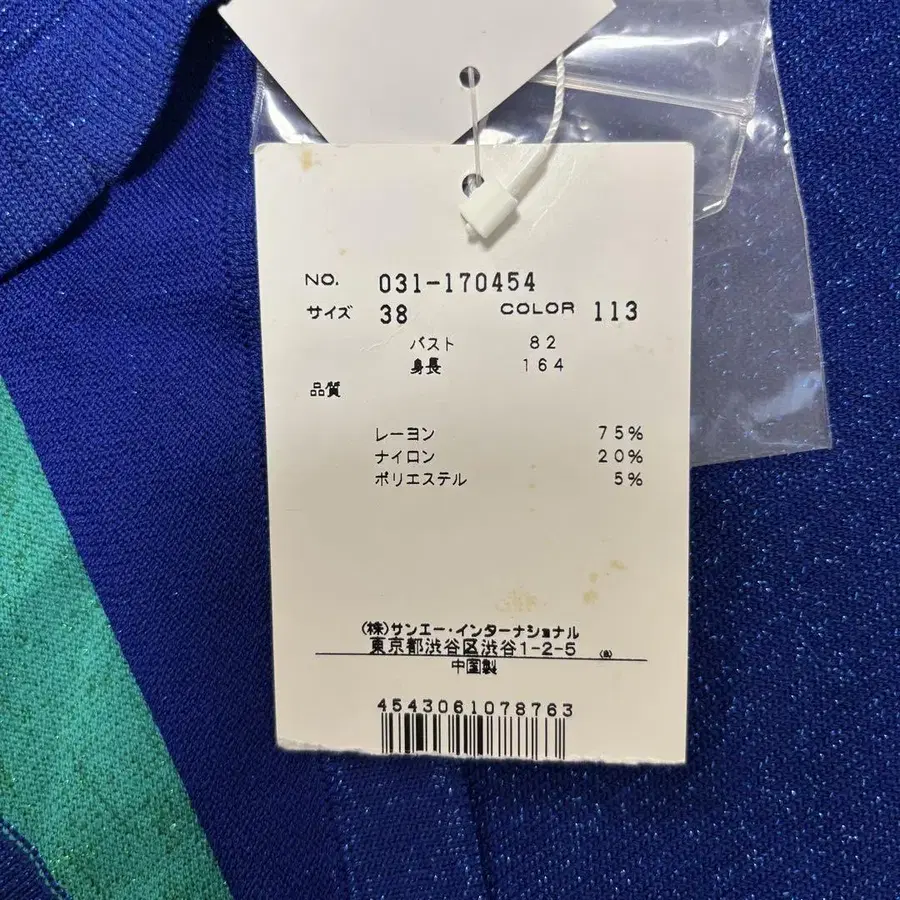 NO. 031-170454
サイズ 38 COLOR 113
バスト 82
身長 164
品質
レーヨン 75%
ナイロン 20%
ポリエステル 5%
(株)サンエー・インターナショナル
東京都渋谷区渋谷1-2-5
中国製
4543061078763